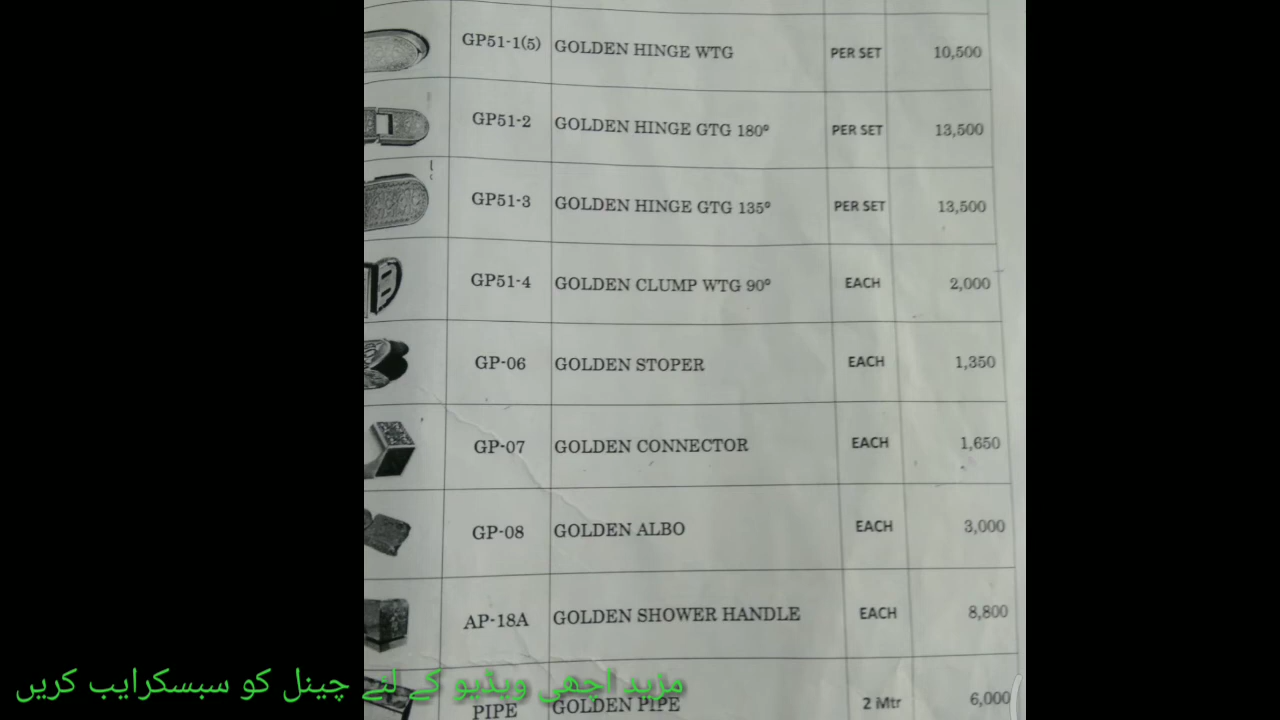 GP51-1(5) GOLDEN HINGE WTG PER SET 10,500
GP51-2 GOLDEN HINGE GTG 180º PER SET 13,500
GP51-3 GOLDEN HINGE GTG 135º PER SET 13,500
GP51-4 GOLDEN CLUMP WTG 90º EACH 2,000
GP-06 GOLDEN STOPER EACH 1,350
GP-07 GOLDEN CONNECTOR EACH 1,650
GP-08 GOLDEN ALBO EACH 3,000
AP-18A GOLDEN SHOWER HANDLE EACH 8,800
PIPE GOLDEN PIPE 2 Mtr 6,000
مزید اچھی ویڈیو کے لئے چینل کو سبسکرایب کریں